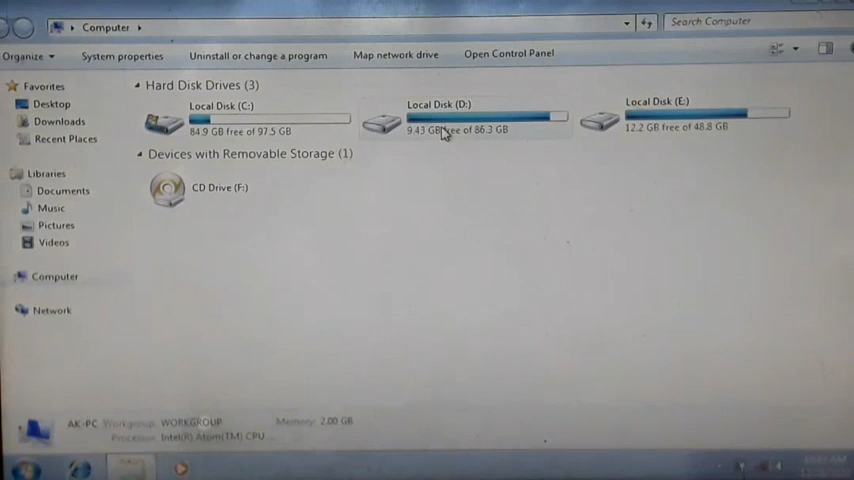 Computer
Search Computer
Organize
System properties
Uninstall or change a program
Map network drive
Open Control Panel
Favorites
Desktop
Downloads
Recent Places
Libraries
Documents
Music
Pictures
Videos
Computer
Network
Hard Disk Drives (3)
Local Disk (C:)
84.9 GB free of 97.5 GB
Local Disk (D:)
9.43 GB free of 86.3 GB
Local Disk (E:)
12.2 GB free of 48.8 GB
Devices with Removable Storage (1)
CD Drive (F:)
AK-PC Workgroup: WORKGROUP Memory: 2.00 GB
Processor: Intel(R) Atom(TM) CPU ...